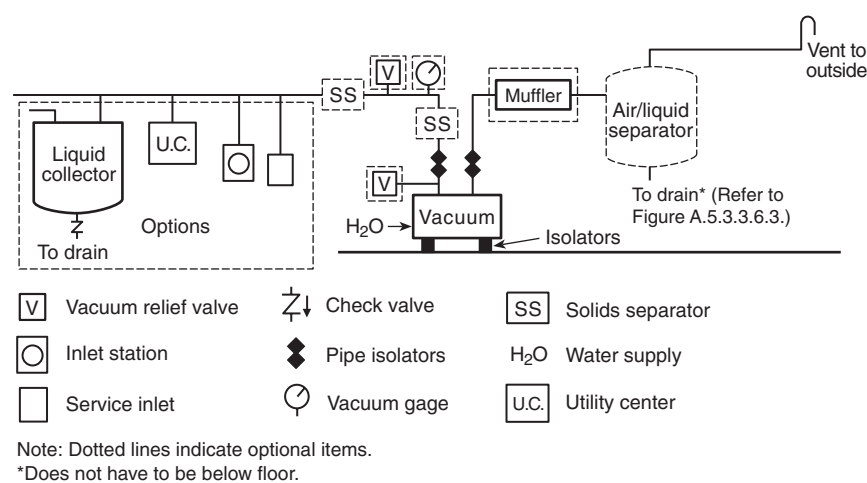 Vent to
outside
V
SS
Muffler
Air/liquid
separator
SS
U.C.
Liquid
collector
V
To drain* (Refer to
Figure A.5.3.3.6.3.)
Vacuum
H₂O
Options
To drain
Isolators
V Vacuum relief valve
Check valve
SS Solids separator
Inlet station
Pipe isolators
H₂O Water supply
Service inlet
Vacuum gage
U.C. Utility center
Note: Dotted lines indicate optional items.
*Does not have to be below floor.